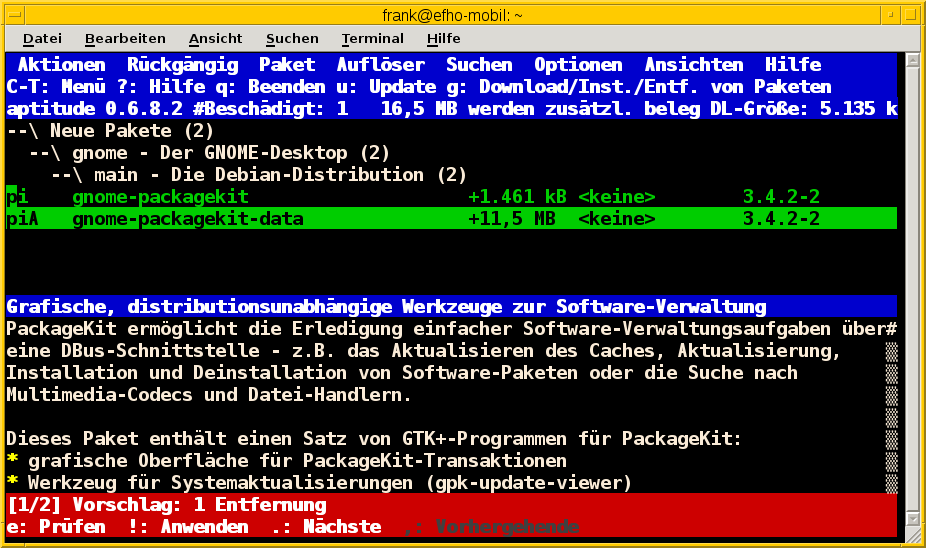 frank@efho-mobil: ~
Datei Bearbeiten Ansicht Suchen Terminal Hilfe
Aktionen Rückgängig Paket Auflöser Suchen Optionen Ansichten Hilfe
C-T: Menü ?: Hilfe q: Beenden u: Update g: Download/Inst./Entf. von Paketen
aptitude 0.6.8.2 #Beschädigt: 1 16,5 MB werden zusätzl. beleg DL-Größe: 5.135 k
--\ Neue Pakete (2)
--\ gnome - Der GNOME-Desktop (2)
--\ main - Die Debian-Distribution (2)
pi gnome-packagekit +1.461 kB <keine> 3.4.2-2
piA gnome-packagekit-data +11,5 MB <keine> 3.4.2-2
Grafische, distributionsunabhängige Werkzeuge zur Software-Verwaltung
PackageKit ermöglicht die Erledigung einfacher Software-Verwaltungsaufgaben über#
eine DBus-Schnittstelle - z.B. das Aktualisieren des Caches, Aktualisierung,
Installation und Deinstallation von Software-Paketen oder die Suche nach
Multimedia-Codecs und Datei-Handlern.
Dieses Paket enthält einen Satz von GTK+-Programmen für PackageKit:
* grafische Oberfläche für PackageKit-Transaktionen
* Werkzeug für Systemaktualisierungen (gpk-update-viewer)
[1/2] Vorschlag: 1 Entfernung
e: Prüfen !: Anwenden .: Nächste ,: Vorhergehende